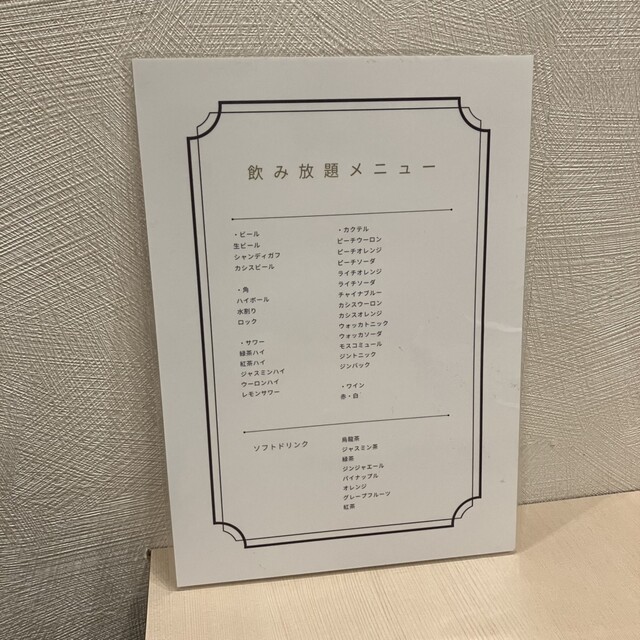 飲み放題メニュー
・ビール
生ビール
シャンディガフ
カシスビール
・角
ハイボール
水割り
ロック
・サワー
緑茶ハイ
紅茶ハイ
ジャスミンハイ
ウーロンハイ
レモンサワー
・カクテル
ピーチウーロン
ピーチオレンジ
ピーチソーダ
ライチオレンジ
ライチソーダ
チャイナブルー
カシスウーロン
カシスオレンジ
ウォッカトニック
ウォッカソーダ
モスコミュール
ジントニック
ジンバック
・ワイン
赤・白
ソフトドリンク
烏龍茶
ジャスミン茶
緑茶
ジンジャエール
パイナップル
オレンジ
グレープフルーツ
紅茶